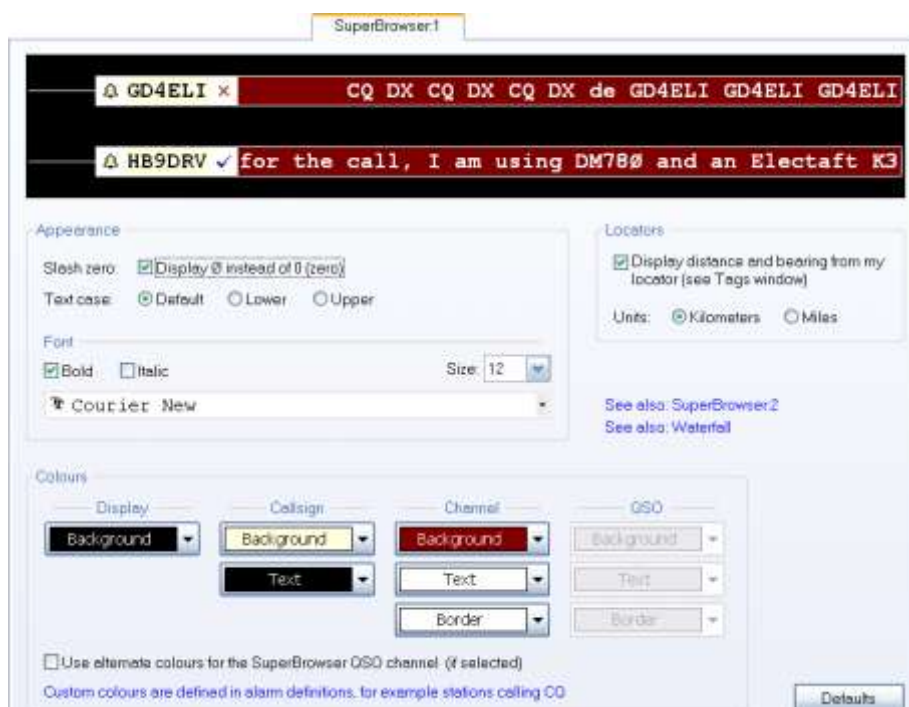 SuperBrowser:1
GD4ELI × CQ DX CQ DX CQ DX de GD4ELI GD4ELI GD4ELI
HB9DRV ✓ for the call, I am using DM78Ø and an Electaft K3
Appearance
Slash zero: Display Ø instead of 0 (zero)
Text case: Default Lower Upper
Font
Bold Italic Size: 12
Courier New
Locators
Display distance and bearing from my
locator (see Tags window)
Units: Kilometers Miles
See also: SuperBrowser:2
See also: Waterfall
Colours
Display Callsign Channel QSO
Background Background Background Background
Text Text Text
Border Border
Use alternate colours for the SuperBrowser QSO channel (if selected)
Custom colours are defined in alarm definitions, for example stations calling CQ
Defaults